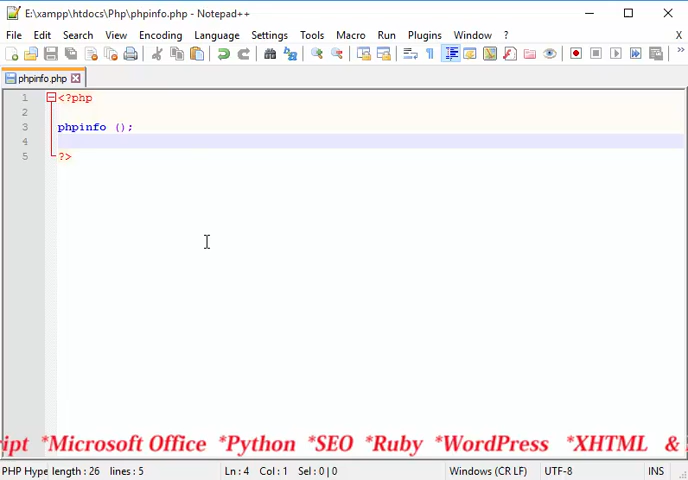 E:\xampp\htdocs\Php\phpinfo.php - Notepad++
File Edit Search View Encoding Language Settings Tools Macro Run Plugins Window ? X
phpinfo.php
1 <?php
2
3 phpinfo ();
4
5 ?>
ipt *Microsoft Office *Python *SEO *Ruby *WordPress *XHTML &
PHP Hype length : 26 lines : 5 Ln : 4 Col : 1 Sel : 0 | 0 Windows (CR LF) UTF-8 INS